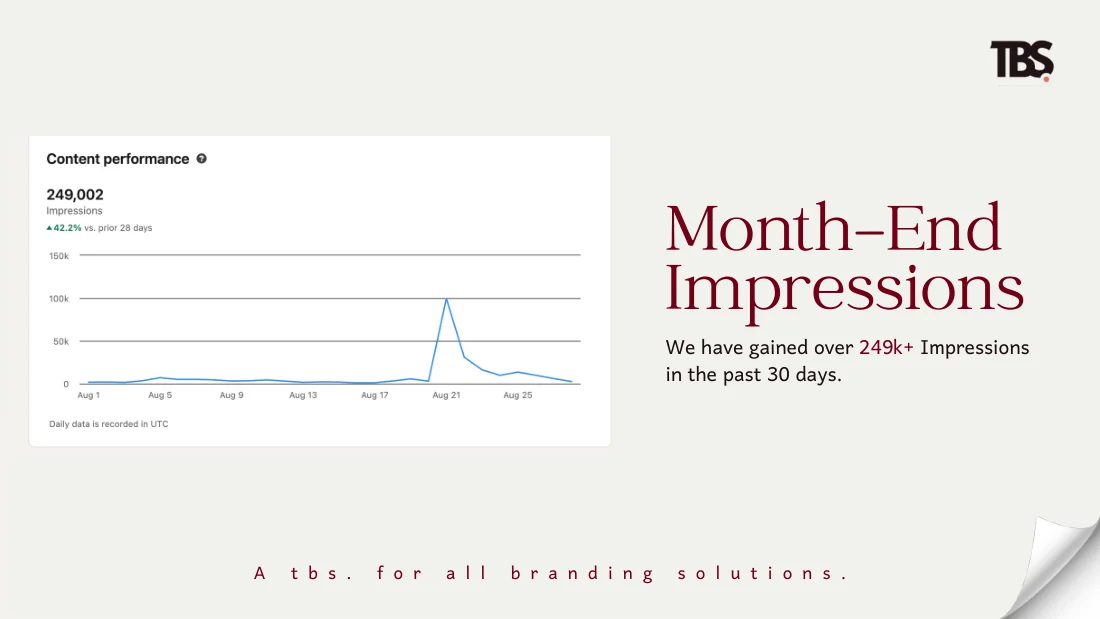 TBS.
Content performance ?
249,002
Impressions
▲42.2% vs. prior 28 days
150k
100k
50k
0
Aug 1 Aug 5 Aug 9 Aug 13 Aug 17 Aug 21 Aug 25
Daily data is recorded in UTC
Month–End
Impressions
We have gained over 249k+ Impressions
in the past 30 days.
A tbs. for all branding solutions.